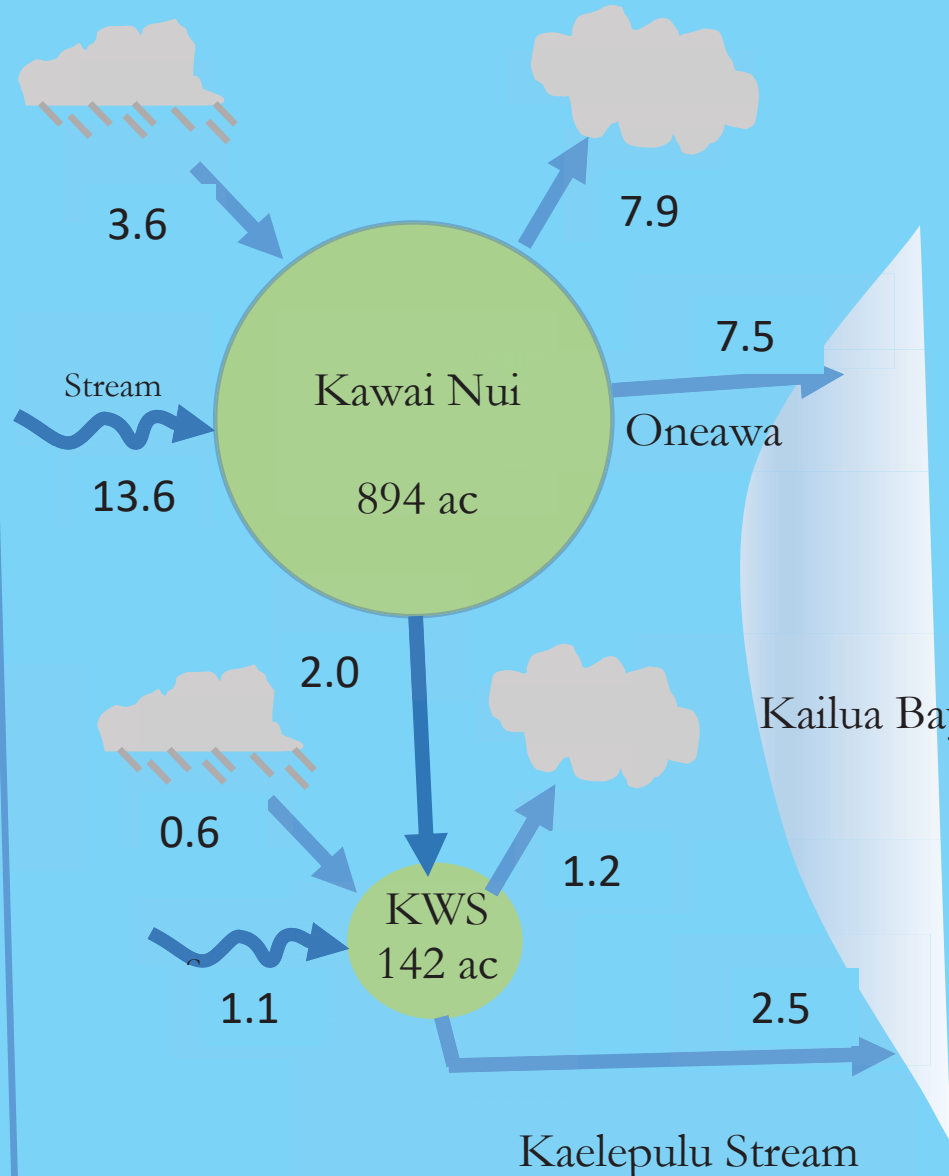 3.6
7.9
7.5
Stream
Kawai Nui
Oneawa
13.6
894 ac
2.0
Kailua Bay
0.6
1.2
KWS
142 ac
1.1
2.5
Kaelepulu Stream